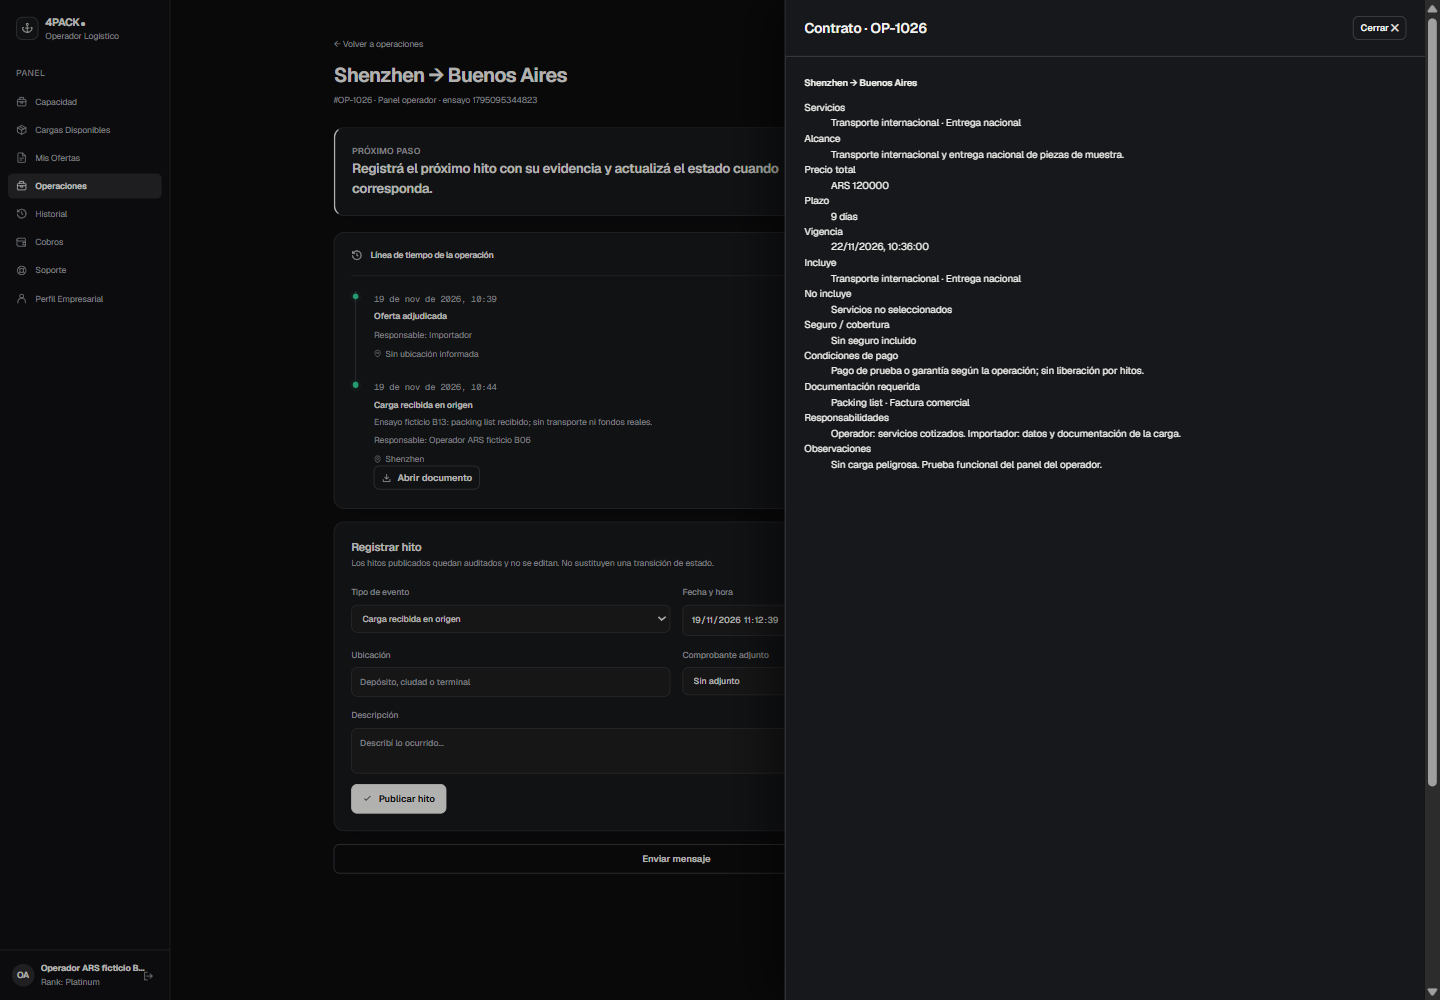 4PACK
Operador Logístico
PANEL
Capacidad
Cargas Disponibles
Mis Ofertas
Operaciones
Historial
Cobros
Soporte
Perfil Empresarial
Operador ARS ficticio B...
OA
Rank: Platinum
← Volver a operaciones
Shenzhen → Buenos Aires
#OP-1026 · Panel operador · ensayo 1795095344823
PRÓXIMO PASO
Registrá el próximo hito con su evidencia y actualizá el estado cuando
corresponda.
Línea de tiempo de la operación
19 de nov de 2026, 10:39
Oferta adjudicada
Responsable: Importador
Sin ubicación informada
19 de nov de 2026, 10:44
Carga recibida en origen
Ensayo ficticio B13: packing list recibido; sin transporte ni fondos reales.
Responsable: Operador ARS ficticio B06
Shenzhen
Abrir documento
Registrar hito
Los hitos publicados quedan auditados y no se editan. No sustituyen una transición de estado.
Tipo de evento
Fecha y hora
Carga recibida en origen
19/11/2026 11:12:39
Ubicación
Comprobante adjunto
Depósito, ciudad o terminal
Sin adjunto
Descripción
Describí lo ocurrido...
Publicar hito
Enviar mensaje
Contrato · OP-1026
Cerrar
Shenzhen → Buenos Aires
Servicios
Transporte internacional · Entrega nacional
Alcance
Transporte internacional y entrega nacional de piezas de muestra.
Precio total
ARS 120000
Plazo
9 días
Vigencia
22/11/2026, 10:36:00
Incluye
Transporte internacional · Entrega nacional
No incluye
Servicios no seleccionados
Seguro / cobertura
Sin seguro incluido
Condiciones de pago
Pago de prueba o garantía según la operación; sin liberación por hitos.
Documentación requerida
Packing list · Factura comercial
Responsabilidades
Operador: servicios cotizados. Importador: datos y documentación de la carga.
Observaciones
Sin carga peligrosa. Prueba funcional del panel del operador.